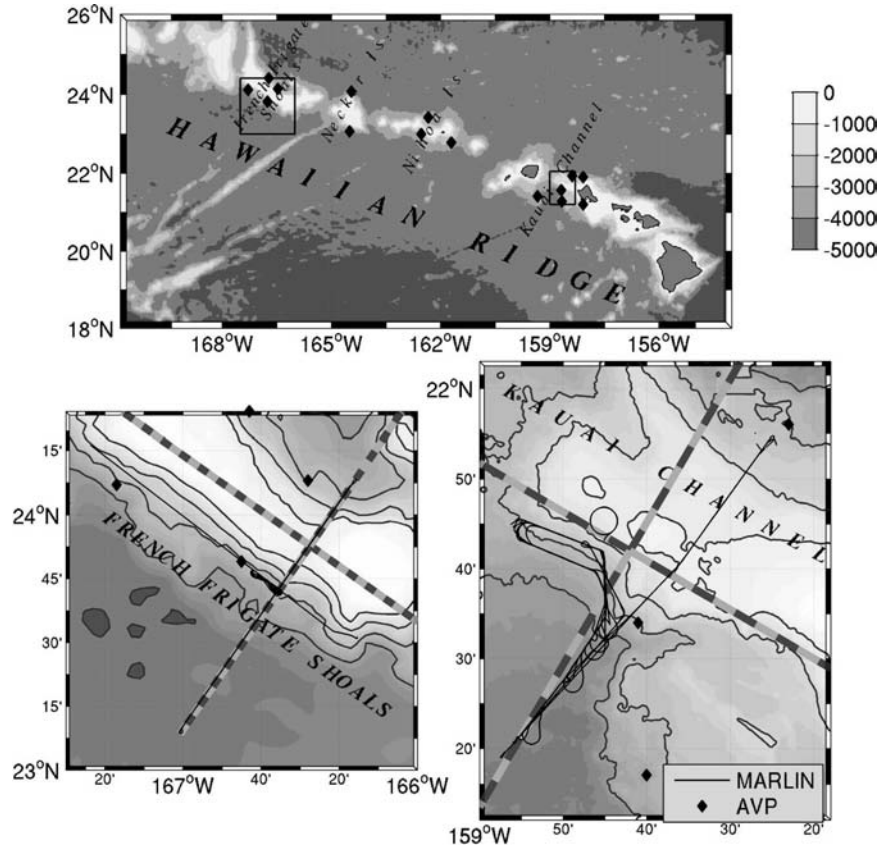 26°N
24°N
22°N
20°N
18°N
168°W
165°W
162°W
159°W
156°W
French Frigate
Shoals
Necker Is.
Nihoa Is
Kauai Channel
HAWAIIAN RIDGE
0
-1000
-2000
-3000
-4000
-5000
15'
24°N
45'
30'
15'
23°N
20'
167°W
40'
20'
166°W
FRENCH FRIGATE SHOALS
22°N
50'
40'
30'
20'
159°W
50'
40'
30'
20'
KAUAI CHANNEL
MARLIN
AVP